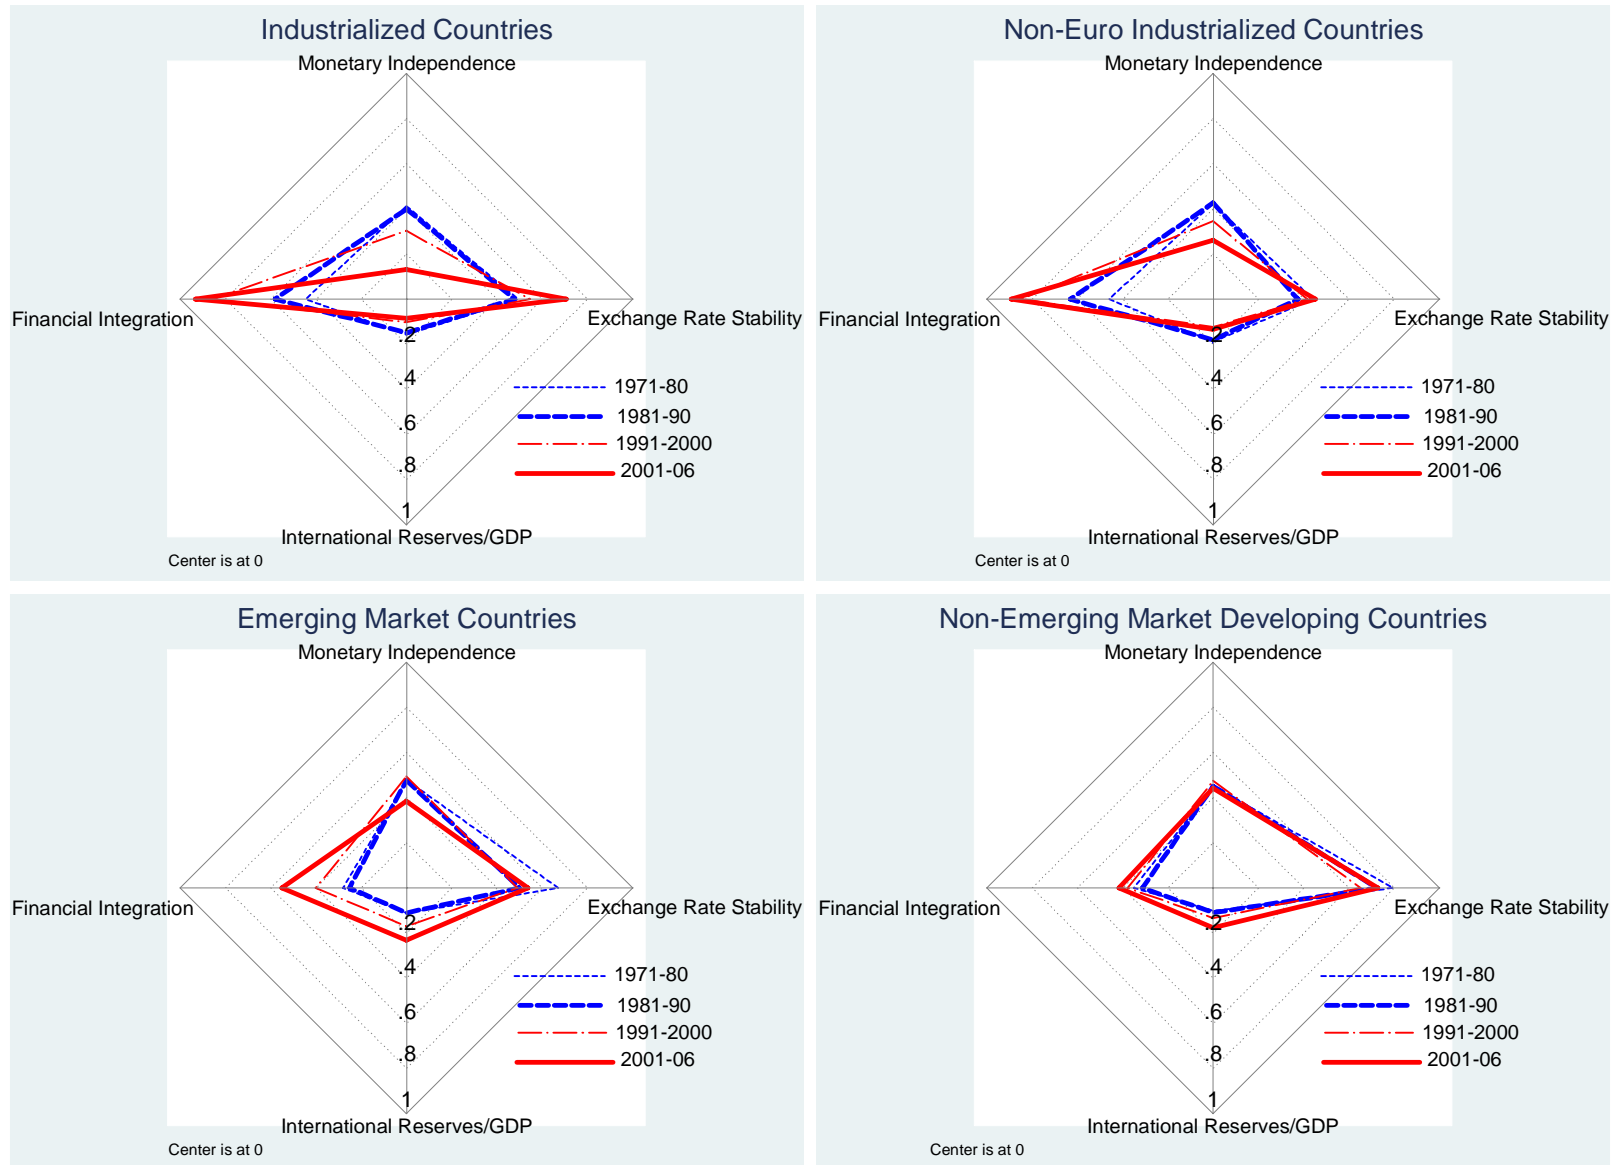 Industrialized Countries
Monetary Independence
Financial Integration
Exchange Rate Stability
.2
.4
.6
.8
1
1971-80
1981-90
1991-2000
2001-06
International Reserves/GDP
Center is at 0
Non-Euro Industrialized Countries
Monetary Independence
Financial Integration
Exchange Rate Stability
.2
.4
.6
.8
1
1971-80
1981-90
1991-2000
2001-06
International Reserves/GDP
Center is at 0
Emerging Market Countries
Monetary Independence
Financial Integration
Exchange Rate Stability
.2
.4
.6
.8
1
1971-80
1981-90
1991-2000
2001-06
International Reserves/GDP
Center is at 0
Non-Emerging Market Developing Countries
Monetary Independence
Financial Integration
Exchange Rate Stability
.2
.4
.6
.8
1
1971-80
1981-90
1991-2000
2001-06
International Reserves/GDP
Center is at 0